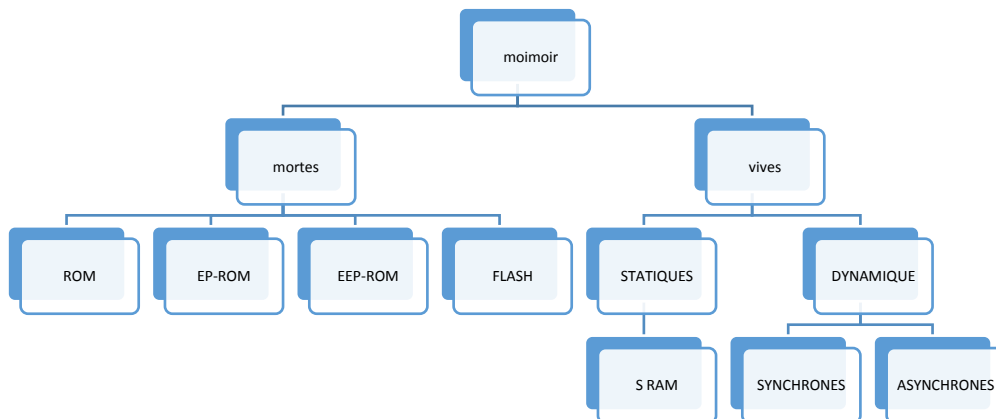 moimoir
mortes
vives
ROM
EP-ROM
EEP-ROM
FLASH
STATIQUES
DYNAMIQUE
S RAM
SYNCHRONES
ASYNCHRONES